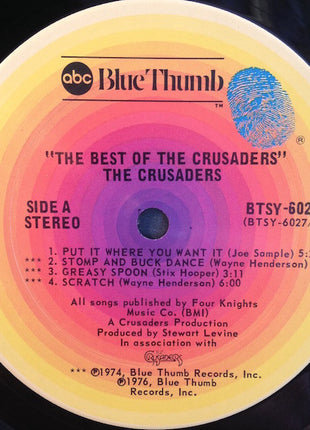 abc Blue Thumb
TM
®
"THE BEST OF THE CRUSADERS"
THE CRUSADERS
SIDE A
STEREO
BTSY-602
(BTSY-6027
1. PUT IT WHERE YOU WANT IT (Joe Sample) 5:
*** 2. STOMP AND BUCK DANCE (Wayne Henderson)
*** 3. GREASY SPOON (Stix Hooper) 3:11
*** 4. SCRATCH (Wayne Henderson) 6:00
All songs published by Four Knights
Music Co. (BMI)
A Crusaders Production
Produced by Stewart Levine
In association with
Crusaders
*** ℗1974, Blue Thumb Records, Inc.
℗1976, Blue Thumb
Records, Inc.